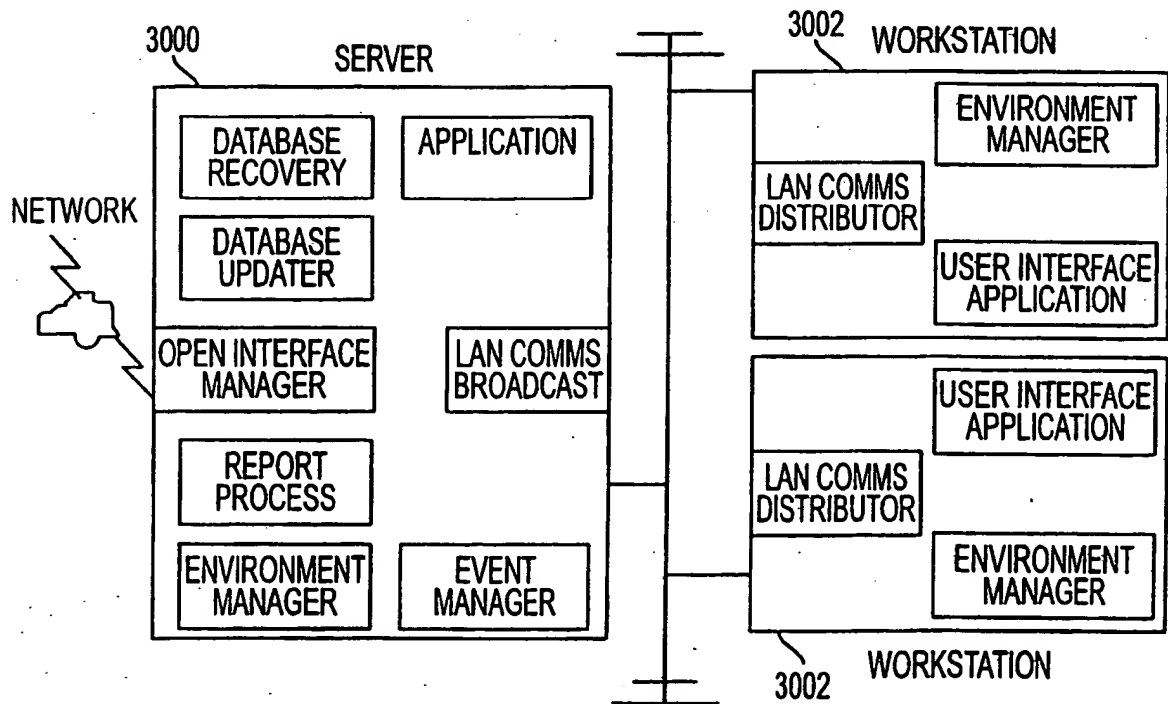 3000
SERVER
DATABASE
RECOVERY
APPLICATION
NETWORK
DATABASE
UPDATER
OPEN INTERFACE
MANAGER
LAN COMMS
BROADCAST
REPORT
PROCESS
ENVIRONMENT
MANAGER
EVENT
MANAGER
3002
WORKSTATION
ENVIRONMENT
MANAGER
LAN COMMS
DISTRIBUTOR
USER INTERFACE
APPLICATION
USER INTERFACE
APPLICATION
LAN COMMS
DISTRIBUTOR
ENVIRONMENT
MANAGER
3002
WORKSTATION